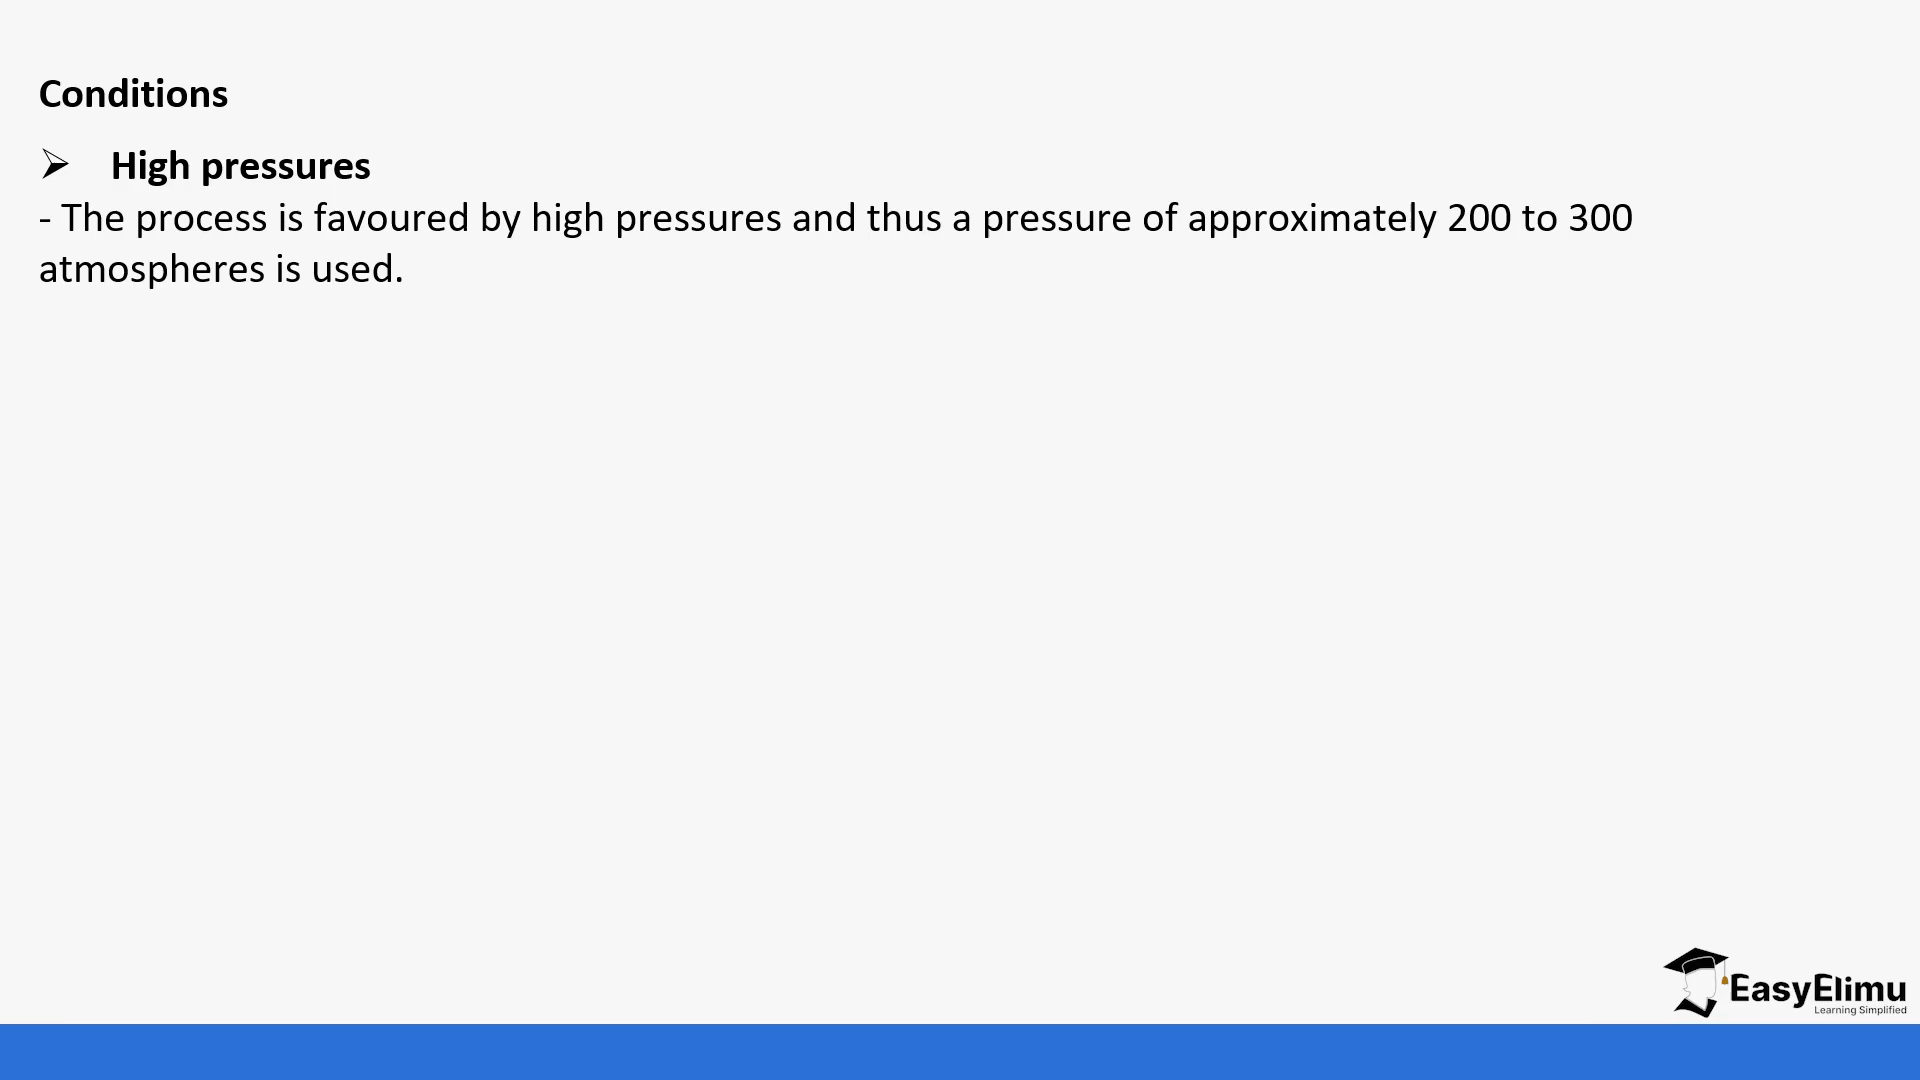 Conditions
➢ High pressures
- The process is favoured by high pressures and thus a pressure of approximately 200 to 300
atmospheres is used.
EasyElimu
Learning Simplified